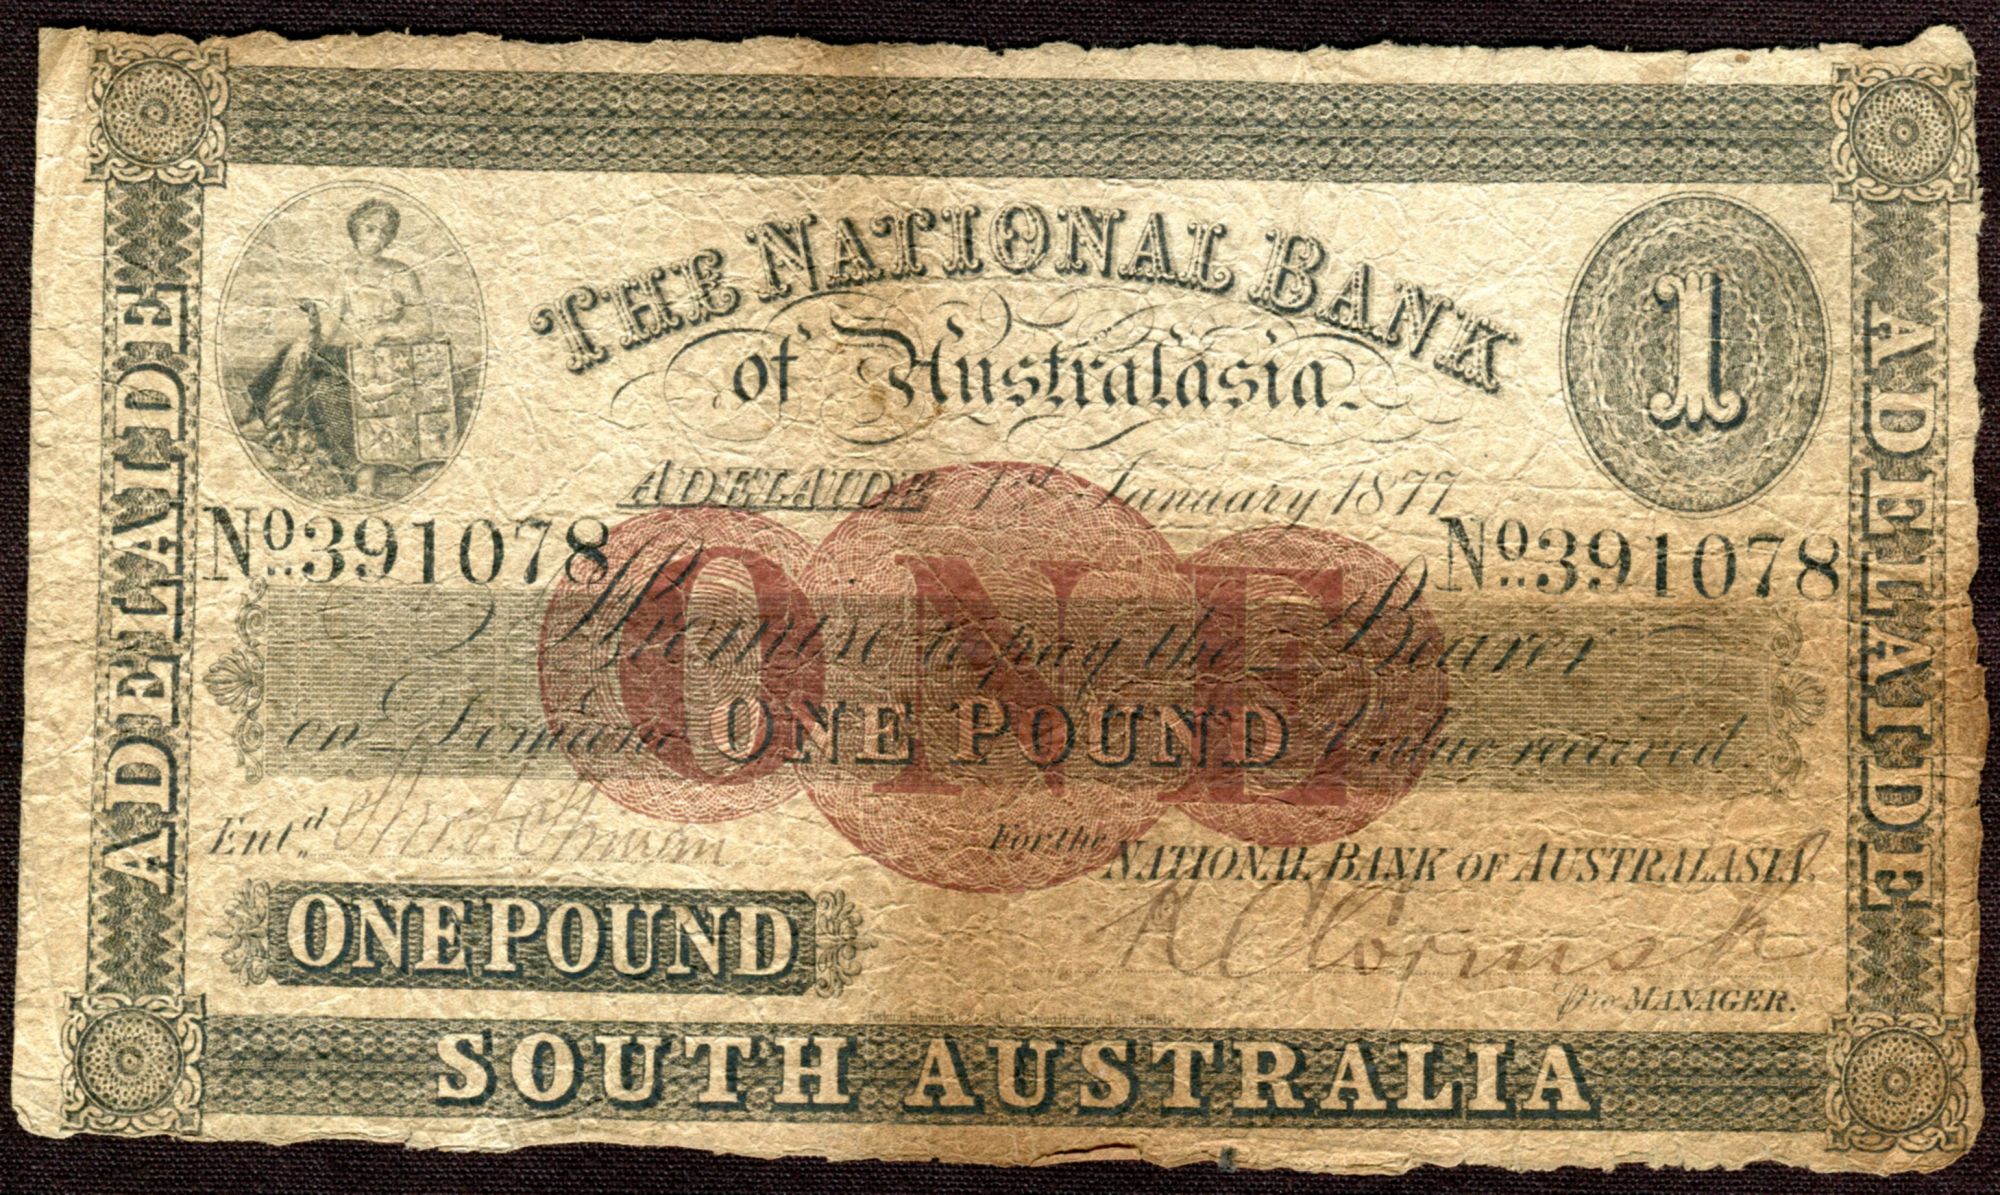 THE NATIONAL BANK
of Australasia
1
ADELAIDE
ADELAIDE
ADELAIDE 1st January 1877
No 391078
No 391078
ONE
I Promise to pay the Bearer
on Demand ONE POUND Value received.
Entd.
For the NATIONAL BANK OF AUSTRALASIA.
ONE POUND
Pro MANAGER.
SOUTH AUSTRALIA